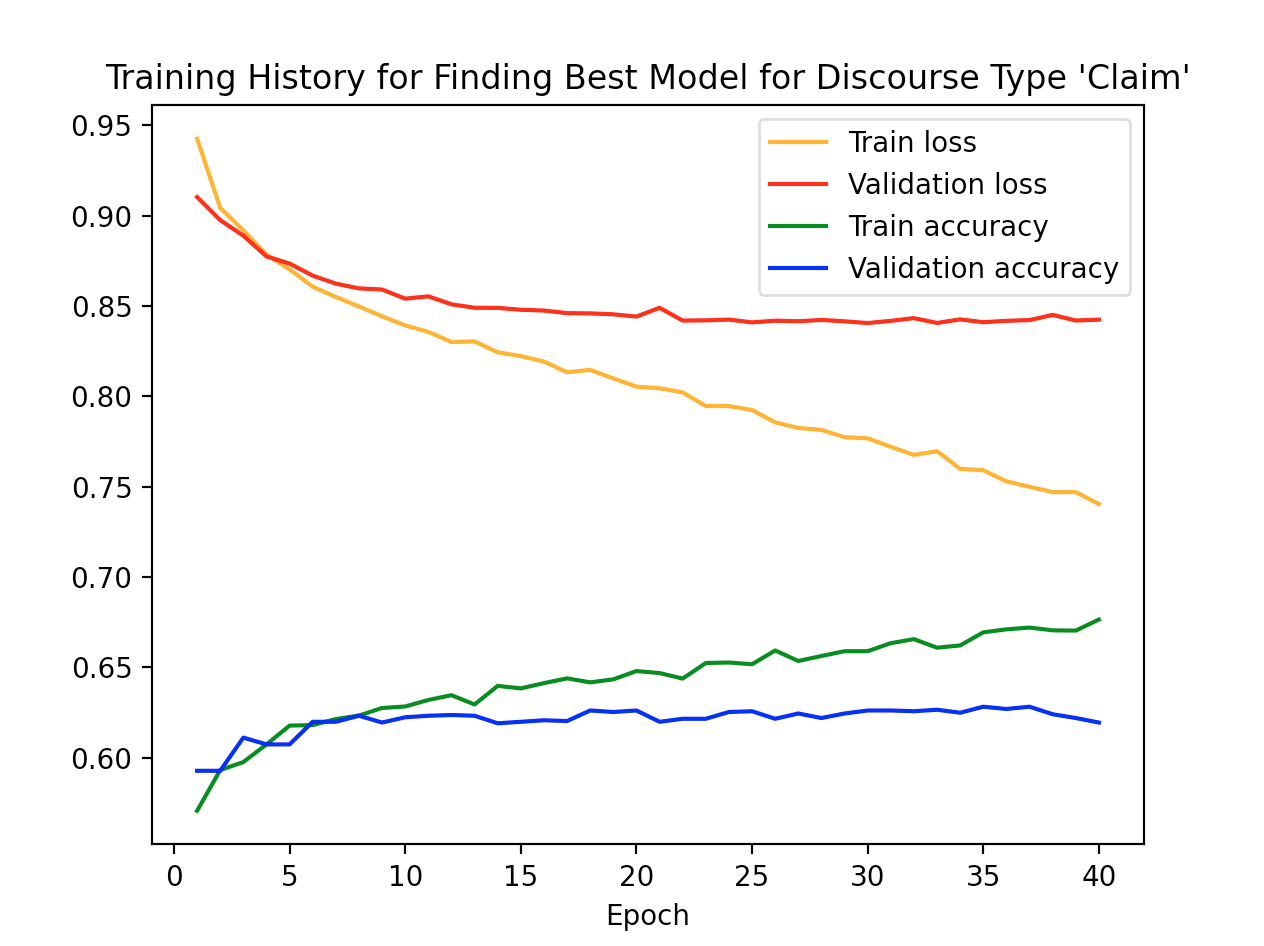 Training History for Finding Best Model for Discourse Type 'Claim'
0.95
0.90
0.85
0.80
0.75
0.70
0.65
0.60
Train loss
Validation loss
Train accuracy
Validation accuracy
0 5 10 15 20 25 30 35 40
Epoch